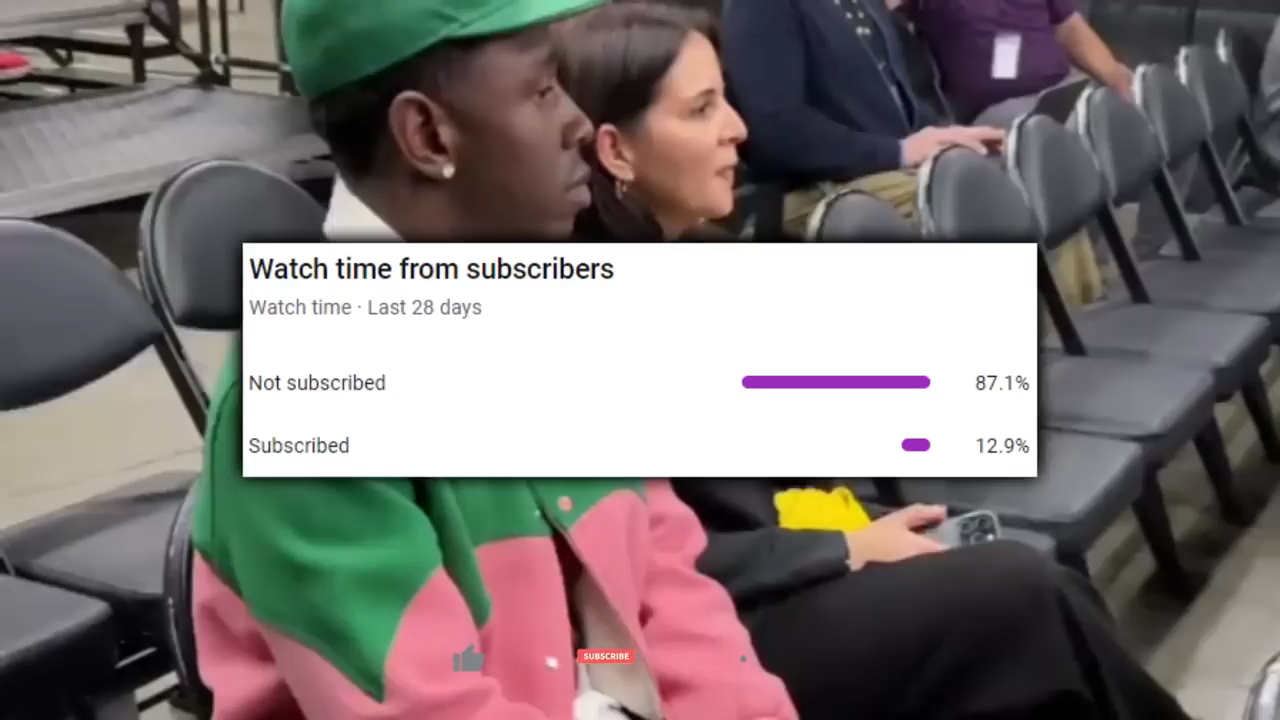 Watch time from subscribers
Watch time · Last 28 days
Not subscribed 87.1%
Subscribed 12.9%
SUBSCRIBE